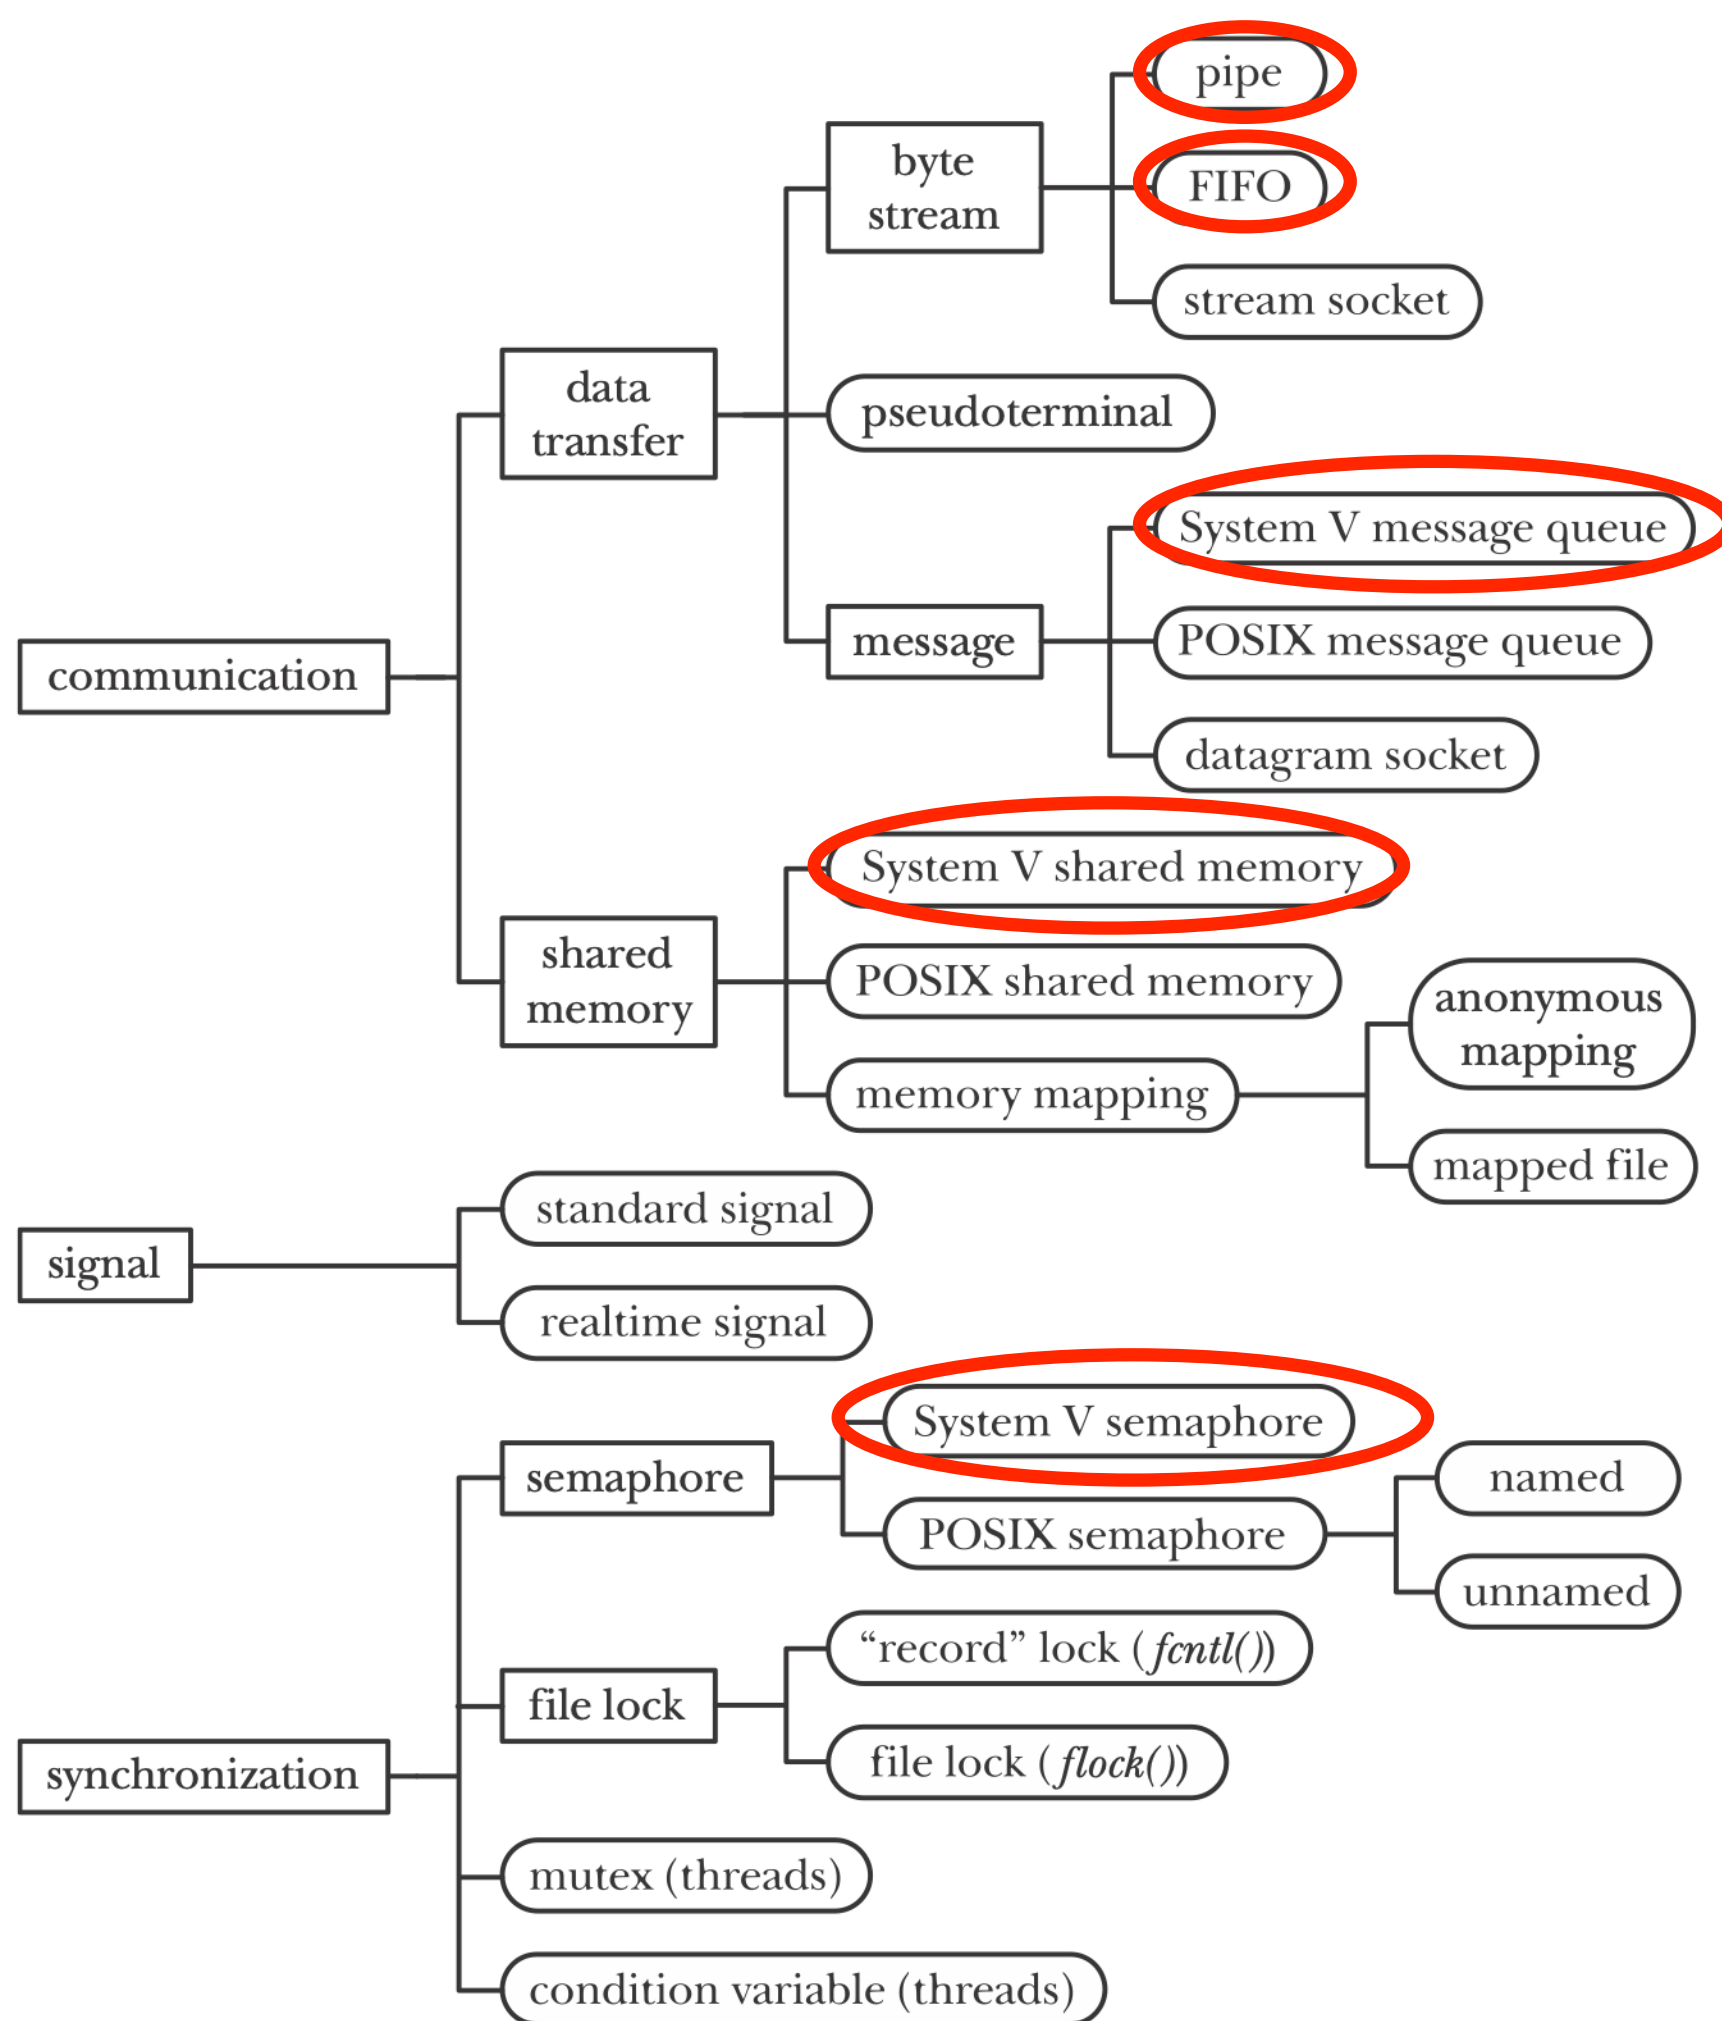 pipe
byte
stream
FIFO
stream socket
data
transfer
pseudoterminal
System V message queue
communication
message
POSIX message queue
datagram socket
System V shared memory
shared
memory
POSIX shared memory
anonymous
mapping
memory mapping
mapped file
standard signal
signal
realtime signal
System V semaphore
semaphore
named
POSIX semaphore
unnamed
“record” lock (fcntl())
file lock
file lock (flock())
synchronization
mutex (threads)
condition variable (threads)